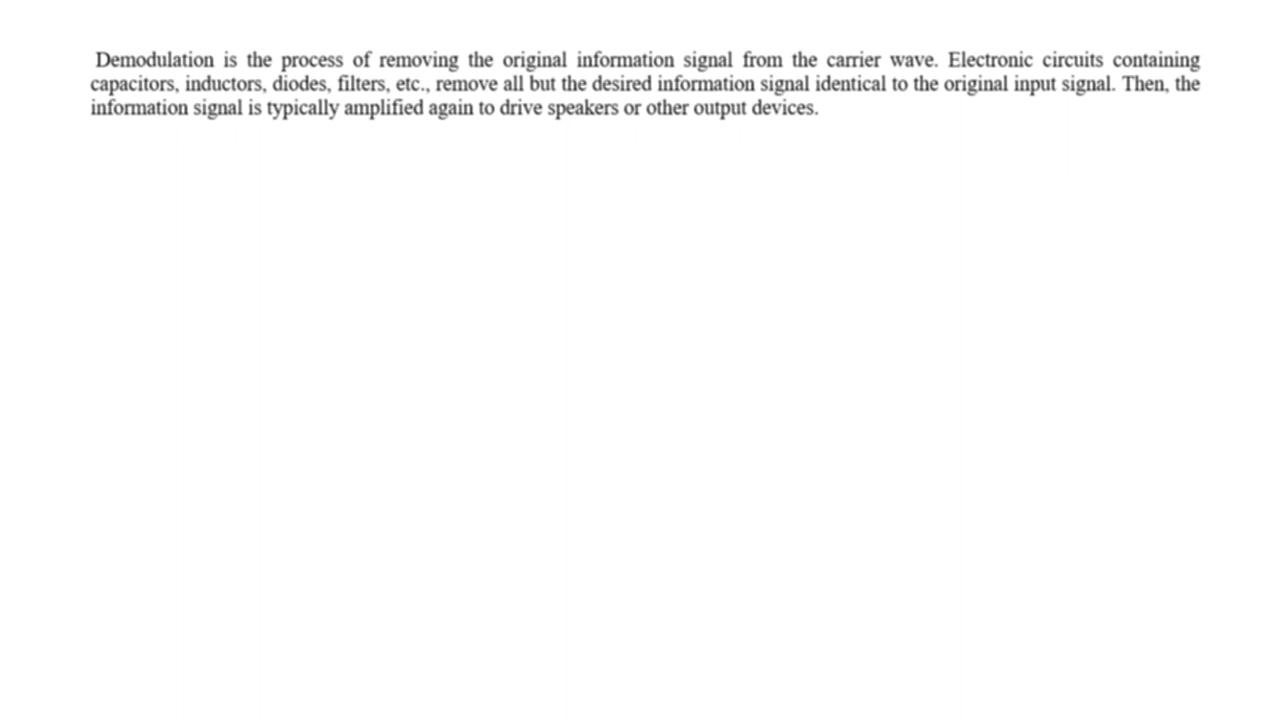 Demodulation is the process of removing the original information signal from the carrier wave. Electronic circuits containing
capacitors, inductors, diodes, filters, etc., remove all but the desired information signal identical to the original input signal. Then, the
information signal is typically amplified again to drive speakers or other output devices.